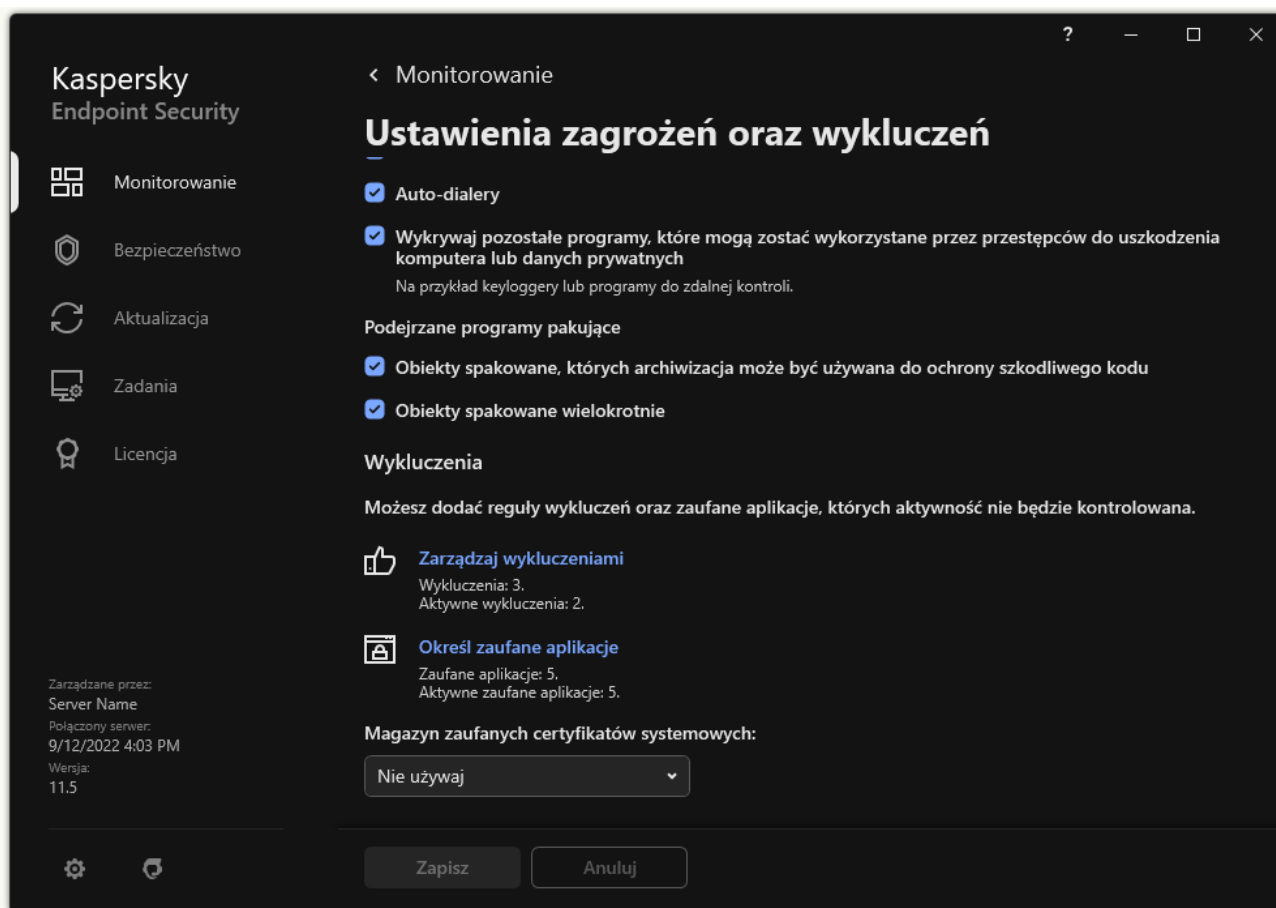 ?
Kaspersky
Endpoint Security
Monitorowanie
Bezpieczeństwo
Aktualizacja
Zadania
Licencja
Zarządzane przez:
Server Name
Połączony serwer:
9/12/2022 4:03 PM
Wersja:
11.5
Monitorowanie
Ustawienia zagrożeń oraz wykluczeń
Auto-dialery
Wykrywaj pozostałe programy, które mogą zostać wykorzystane przez przestępców do uszkodzenia
komputera lub danych prywatnych
Na przykład keyloggery lub programy do zdalnej kontroli.
Podejrzane programy pakujące
Obiekty spakowane, których archiwizacja może być używana do ochrony szkodliwego kodu
Obiekty spakowane wielokrotnie
Wykluczenia
Możesz dodać reguły wykluczeń oraz zaufane aplikacje, których aktywność nie będzie kontrolowana.
Zarządzaj wykluczeniami
Wykluczenia: 3.
Aktywne wykluczenia: 2.
Określ zaufane aplikacje
Zaufane aplikacje: 5.
Aktywne zaufane aplikacje: 5.
Magazyn zaufanych certyfikatów systemowych:
Nie używaj
Zapisz
Anuluj